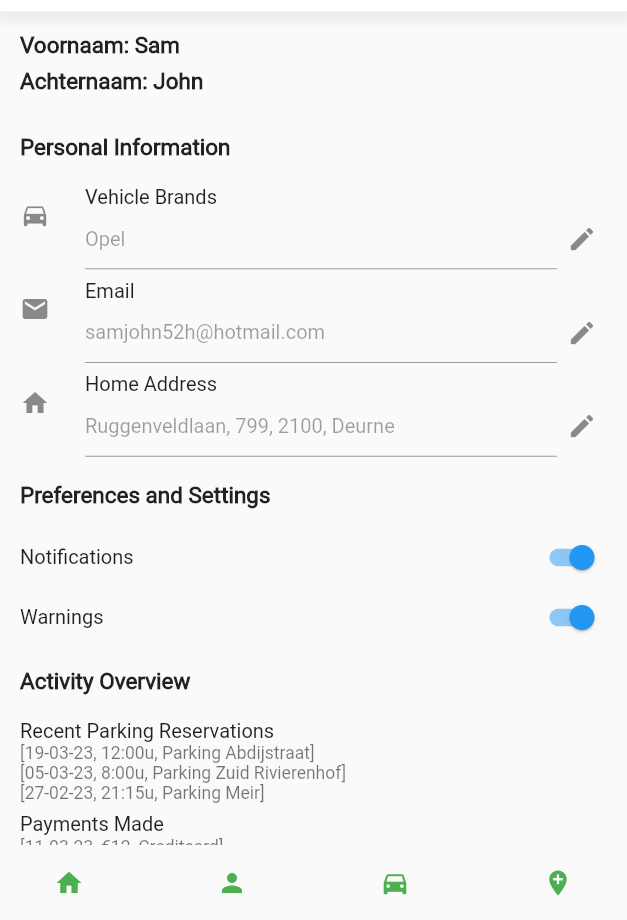 Voornaam: Sam
Achternaam: John
Personal Information
Vehicle Brands
Opel
Email
samjohn52h@hotmail.com
Home Address
Ruggenveldlaan, 799, 2100, Deurne
Preferences and Settings
Notifications
Warnings
Activity Overview
Recent Parking Reservations
[19-03-23, 12:00u, Parking Abdijstraat]
[05-03-23, 8:00u, Parking Zuid Rivierenhof]
[27-02-23, 21:15u, Parking Meir]
Payments Made